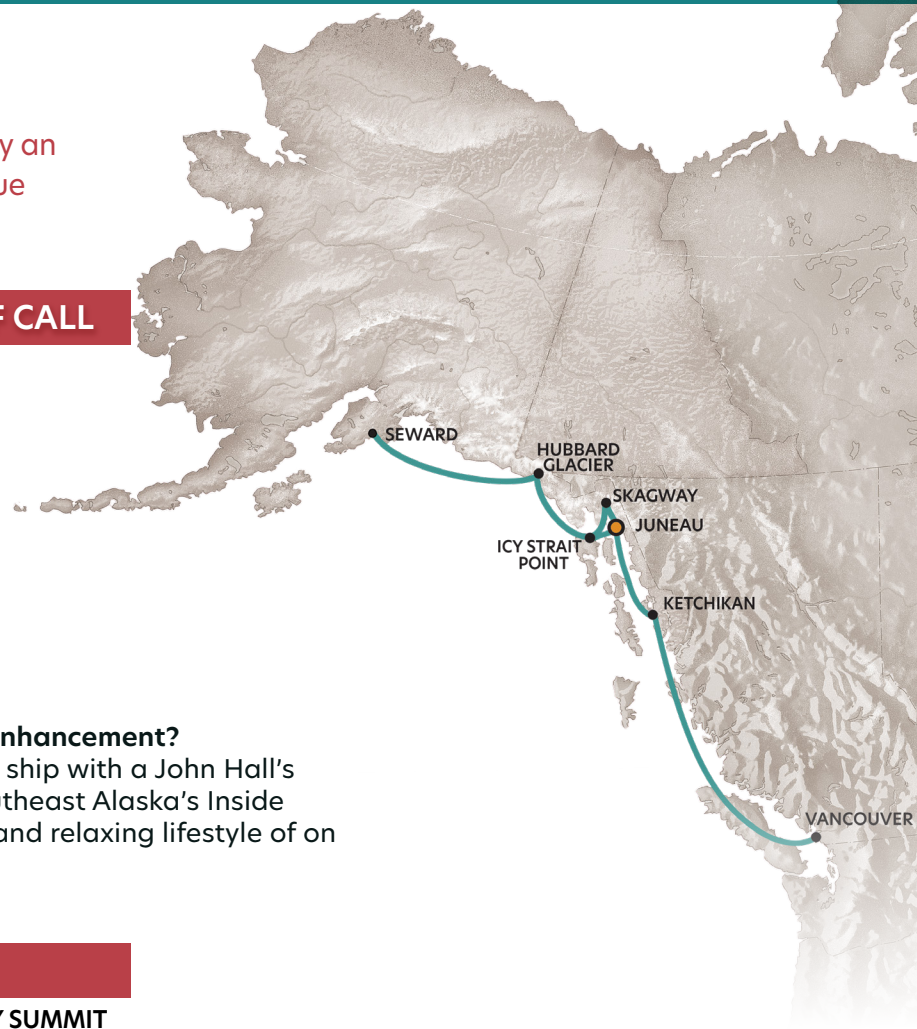 y an
ue
F CALL
SEWARD
HUBBARD
GLACIER
SKAGWAY
JUNEAU
ICY STRAIT
POINT
KETCHIKAN
nhancement?
ship with a John Hall's
utheast Alaska's Inside
and relaxing lifestyle of on
VANCOUVER
Y SUMMIT